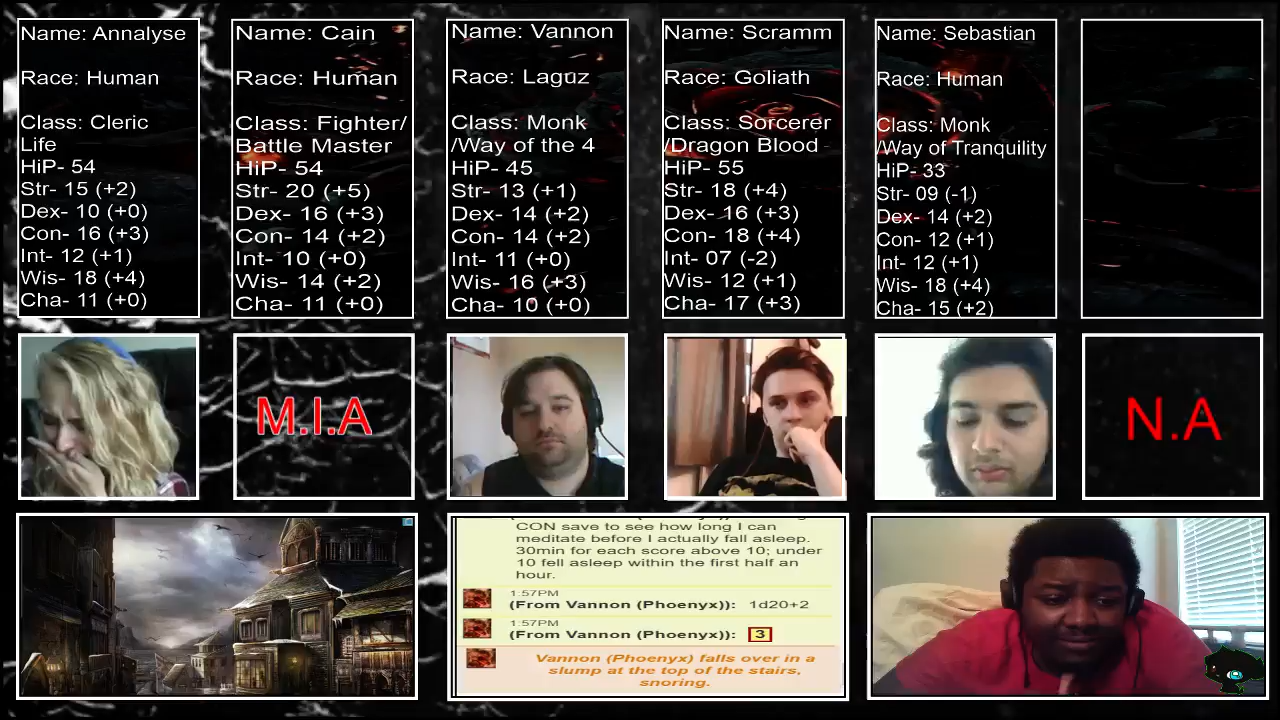 Name: Annalyse
Race: Human
Class: Cleric
Life
HiP- 54
Str- 15 (+2)
Dex- 10 (+0)
Con- 16 (+3)
Int- 12 (+1)
Wis- 18 (+4)
Cha- 11 (+0)
Name: Cain
Race: Human
Class: Fighter/
Battle Master
HiP- 54
Str- 20 (+5)
Dex- 16 (+3)
Con- 14 (+2)
Int- 10 (+0)
Wis- 14 (+2)
Cha- 11 (+0)
Name: Vannon
Race: Laguz
Class: Monk
/Way of the 4
HiP- 45
Str- 13 (+1)
Dex- 14 (+2)
Con- 14 (+2)
Int- 11 (+0)
Wis- 16 (+3)
Cha- 10 (+0)
Name: Scramm
Race: Goliath
Class: Sorcerer
/Dragon Blood
HiP- 55
Str- 18 (+4)
Dex- 16 (+3)
Con- 18 (+4)
Int- 07 (-2)
Wis- 12 (+1)
Cha- 17 (+3)
Name: Sebastian
Race: Human
Class: Monk
/Way of Tranquility
HiP- 33
Str- 09 (-1)
Dex- 14 (+2)
Con- 12 (+1)
Int- 12 (+1)
Wis- 18 (+4)
Cha- 15 (+2)
M.I.A
N.A
CON save to see how long I can
meditate before I actually fall asleep.
30min for each score above 10; under
10 fell asleep within the first half an
hour.
1:57PM
(From Vannon (Phoenyx)): 1d20+2
1:57PM
(From Vannon (Phoenyx)): 3
Vannon (Phoenyx) falls over in a
slump at the top of the stairs,
snoring.